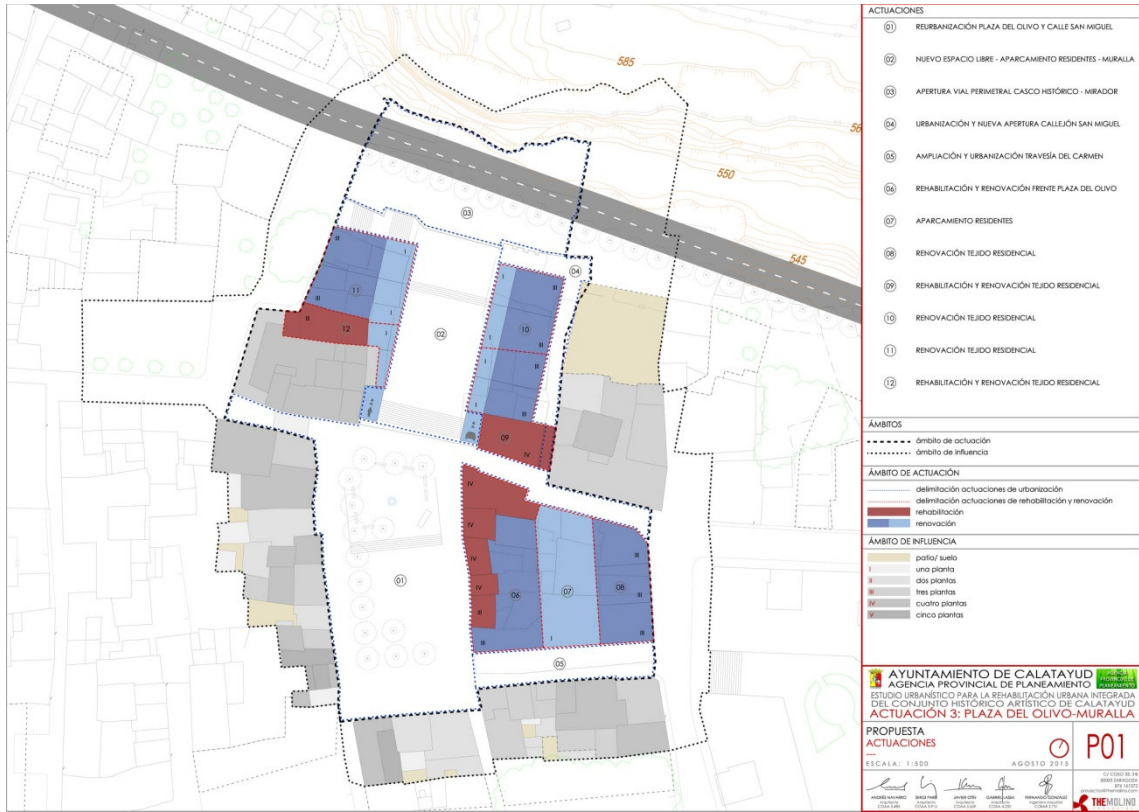 585
550
545
03
04
11
12
02
10
09
01
06
07
08
05
ACTUACIONES
01 REURBANIZACIÓN PLAZA DEL OLIVO Y CALLE SAN MIGUEL
02 NUEVO ESPACIO LIBRE - APARCAMIENTO RESIDENTES - MURALLA
03 APERTURA VIAL PERIMETRAL CASCO HISTÓRICO - MIRADOR
04 URBANIZACIÓN Y NUEVA APERTURA CALLEJÓN SAN MIGUEL
05 AMPLIACIÓN Y URBANIZACIÓN TRAVESÍA DEL CARMEN
06 REHABILITACIÓN Y RENOVACIÓN FRENTE PLAZA DEL OLIVO
07 APARCAMIENTO RESIDENTES
08 RENOVACIÓN TEJIDO RESIDENCIAL
09 REHABILITACIÓN Y RENOVACIÓN TEJIDO RESIDENCIAL
10 RENOVACIÓN TEJIDO RESIDENCIAL
11 RENOVACIÓN TEJIDO RESIDENCIAL
12 REHABILITACIÓN Y RENOVACIÓN TEJIDO RESIDENCIAL
ÁMBITOS
ámbito de actuación
ámbito de influencia
ÁMBITO DE ACTUACIÓN
delimitación actuaciones de urbanización
delimitación actuaciones de rehabilitación y renovación
rehabilitación
renovación
ÁMBITO DE INFLUENCIA
patio/ suelo
I una planta
II dos plantas
III tres plantas
IV cuatro plantas
V cinco plantas
AYUNTAMIENTO DE CALATAYUD
AGENCIA PROVINCIAL DE PLANEAMIENTO
ESTUDIO URBANÍSTICO PARA LA REHABILITACIÓN URBANA INTEGRADA
DEL CONJUNTO HISTÓRICO ARTÍSTICO DE CALATAYUD
ACTUACIÓN 3: PLAZA DEL OLIVO-MURALLA
PROPUESTA
ACTUACIONES
---
ESCALA: 1:500 AGOSTO 2015
P01
THEMOLINO